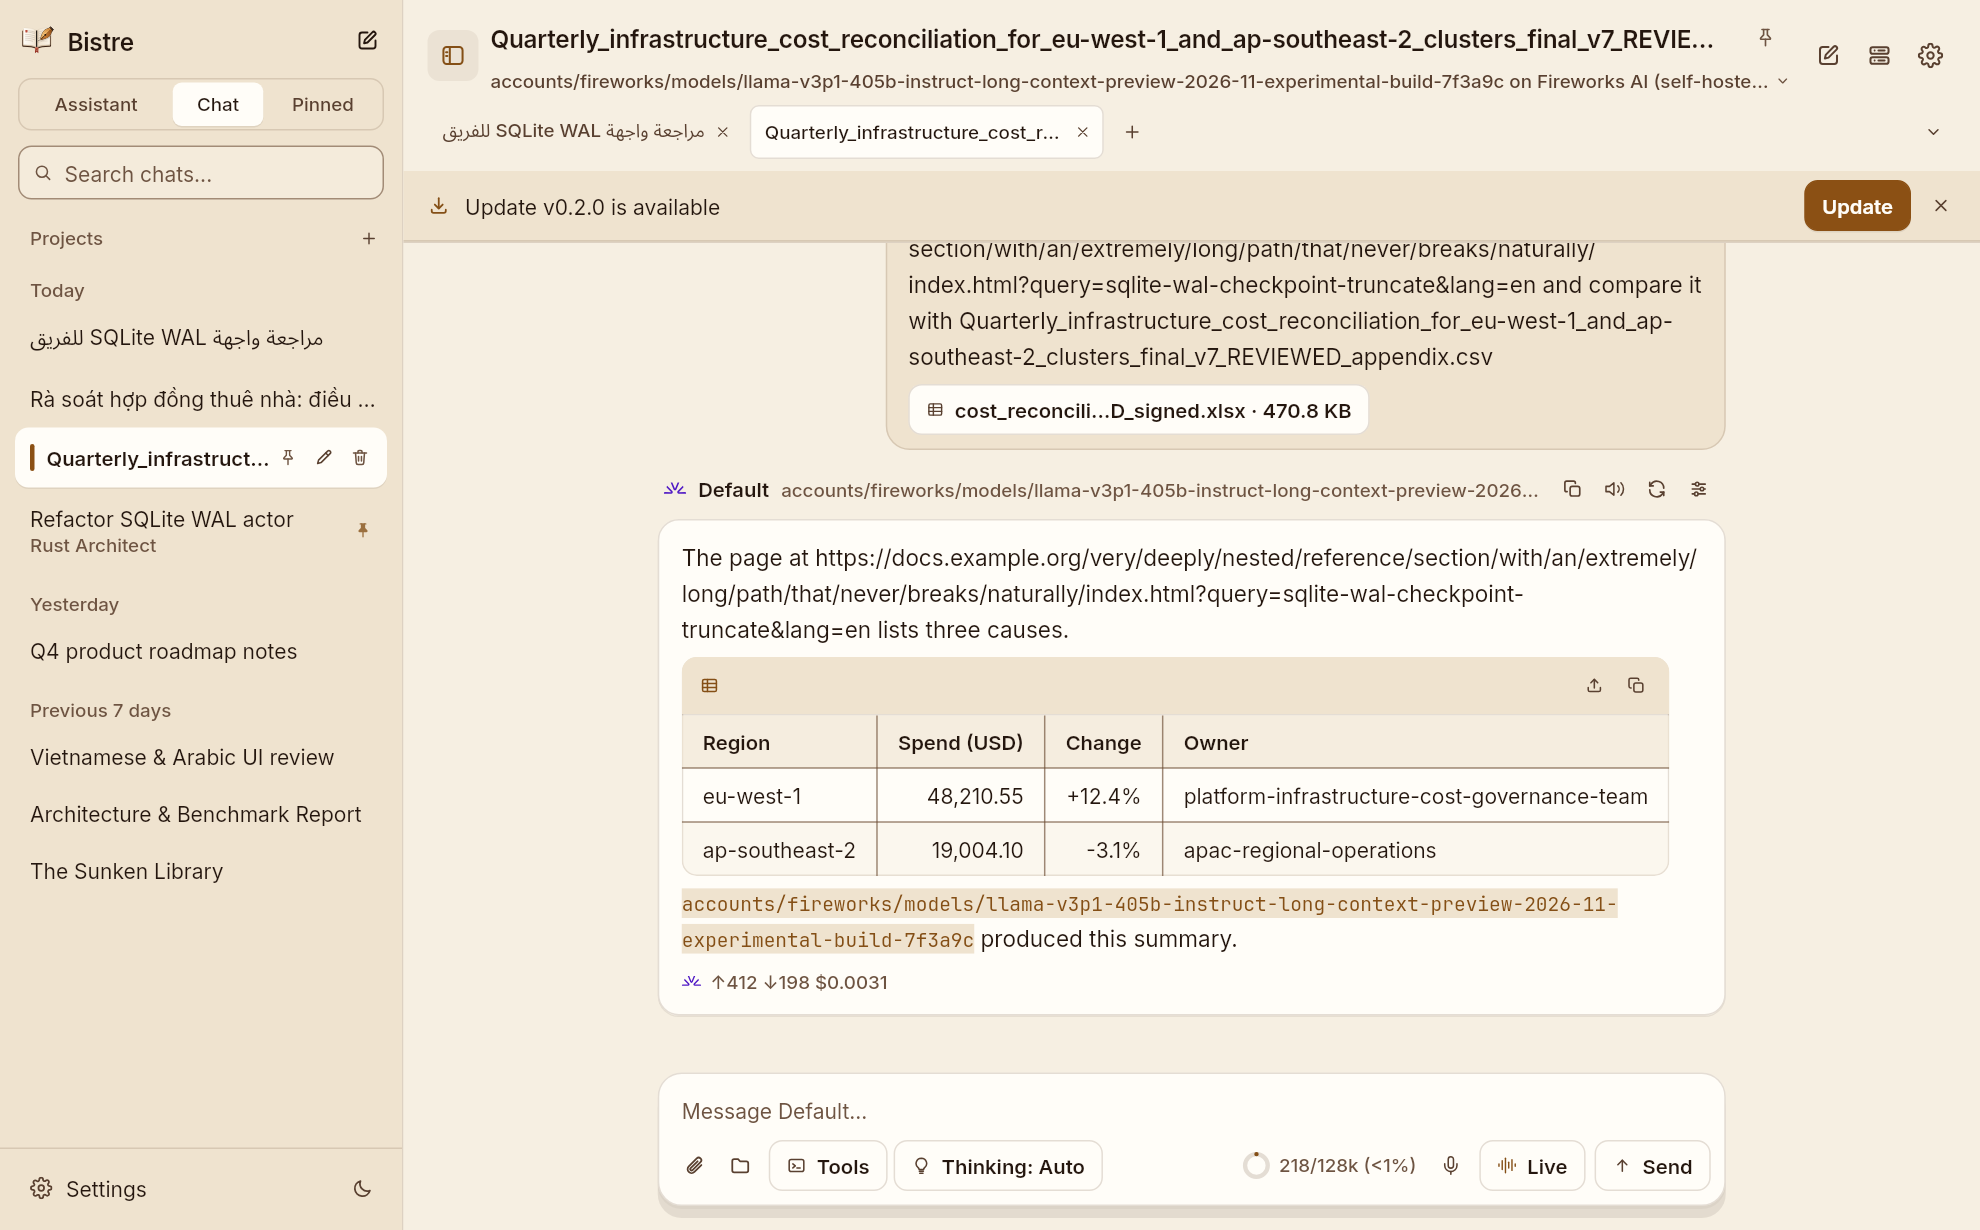 Bistre
Assistant Chat Pinned
Search chats...
Projects
Today
مراجعة واجهة SQLite WAL للفريق
Rà soát hợp đồng thuê nhà: điều ...
Quarterly_infrastruct...
Refactor SQLite WAL actor
Rust Architect
Yesterday
Q4 product roadmap notes
Previous 7 days
Vietnamese & Arabic UI review
Architecture & Benchmark Report
The Sunken Library
Settings
Quarterly_infrastructure_cost_reconciliation_for_eu-west-1_and_ap-southeast-2_clusters_final_v7_REVIE...
accounts/fireworks/models/llama-v3p1-405b-instruct-long-context-preview-2026-11-experimental-build-7f3a9c on Fireworks AI (self-hoste...
مراجعة واجهة SQLite WAL للفريق
Quarterly_infrastructure_cost_r...
Update v0.2.0 is available
Update
section/with/an/extremely/long/path/that/never/breaks/naturally/
index.html?query=sqlite-wal-checkpoint-truncate&lang=en and compare it
with Quarterly_infrastructure_cost_reconciliation_for_eu-west-1_and_ap-
southeast-2_clusters_final_v7_REVIEWED_appendix.csv
cost_reconcili...D_signed.xlsx · 470.8 KB
Default accounts/fireworks/models/llama-v3p1-405b-instruct-long-context-preview-2026...
The page at https://docs.example.org/very/deeply/nested/reference/section/with/an/extremely/
long/path/that/never/breaks/naturally/index.html?query=sqlite-wal-checkpoint-
truncate&lang=en lists three causes.
Region Spend (USD) Change Owner
eu-west-1 48,210.55 +12.4% platform-infrastructure-cost-governance-team
ap-southeast-2 19,004.10 -3.1% apac-regional-operations
accounts/fireworks/models/llama-v3p1-405b-instruct-long-context-preview-2026-11-
experimental-build-7f3a9c produced this summary.
↑412 ↓198 $0.0031
Message Default...
Tools Thinking: Auto 218/128k (<1%) Live Send